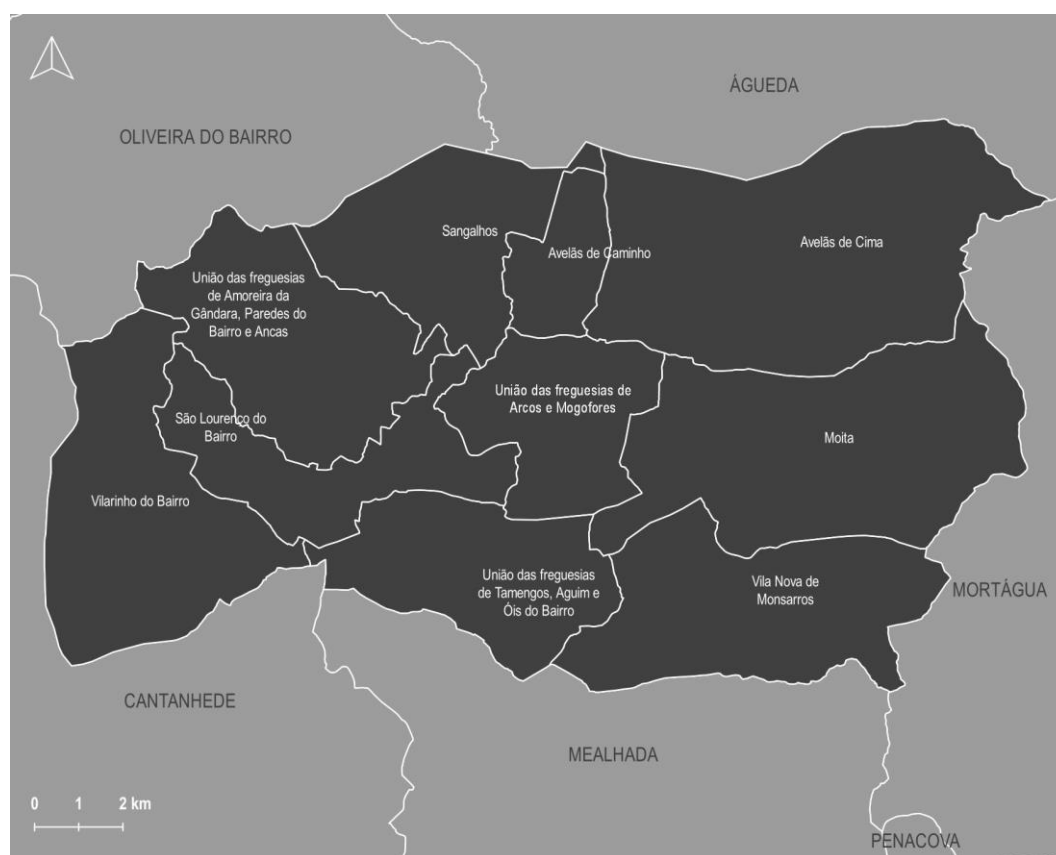 ÁGUEDA
OLIVEIRA DO BAIRRO
Sangalhos
Avelãs de Caminho
Avelãs de Cima
União das freguesias
de Amoreira da
Gândara, Paredes do
Bairro e Ancas
União das freguesias de
Arcos e Mogofores
São Lourenço do
Bairro
Moita
Vilarinho do Bairro
União das freguesias
de Tamengos, Aguim e
Óis do Bairro
Vila Nova de
Monsarros
MORTÁGUA
CANTANHEDE
MEALHADA
0 1 2 km
PENACOVA